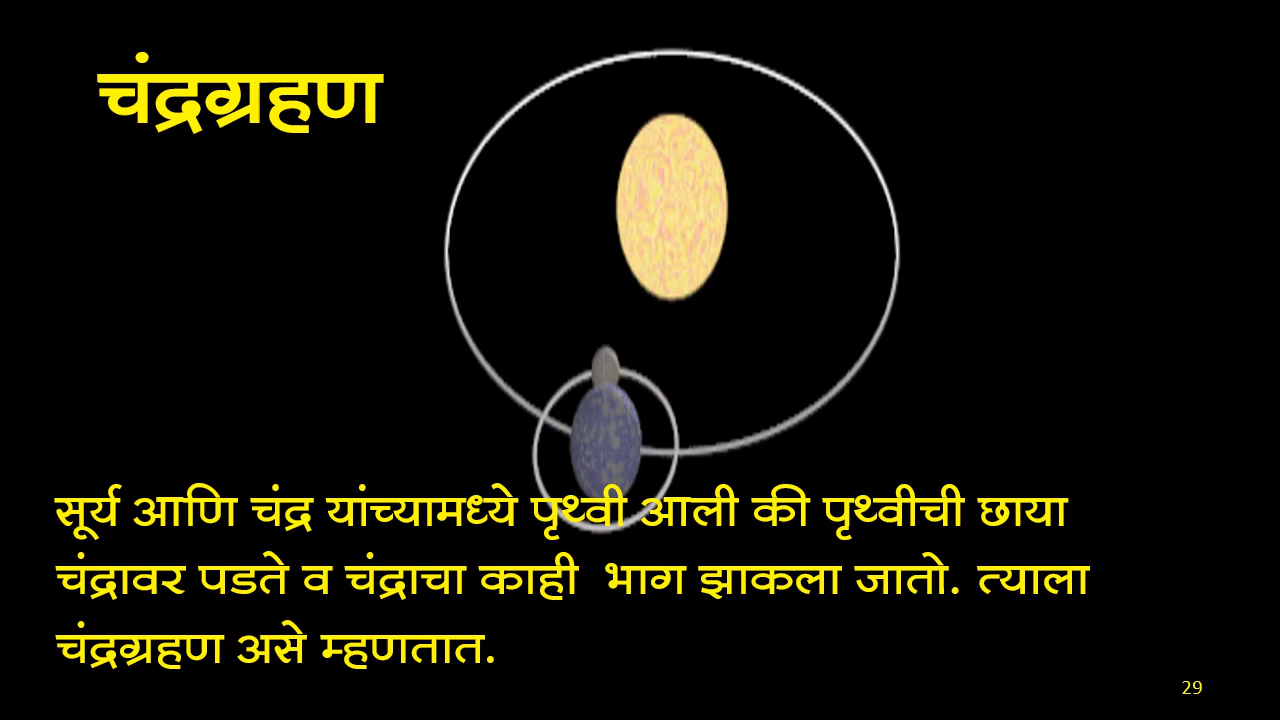 चंद्रग्रहण
सूर्य आणि चंद्र यांच्यामध्ये पृथ्वी आली की पृथ्वीची छाया
चंद्रावर पडते व चंद्राचा काही भाग झाकला जातो. त्याला
चंद्रग्रहण असे म्हणतात.
29